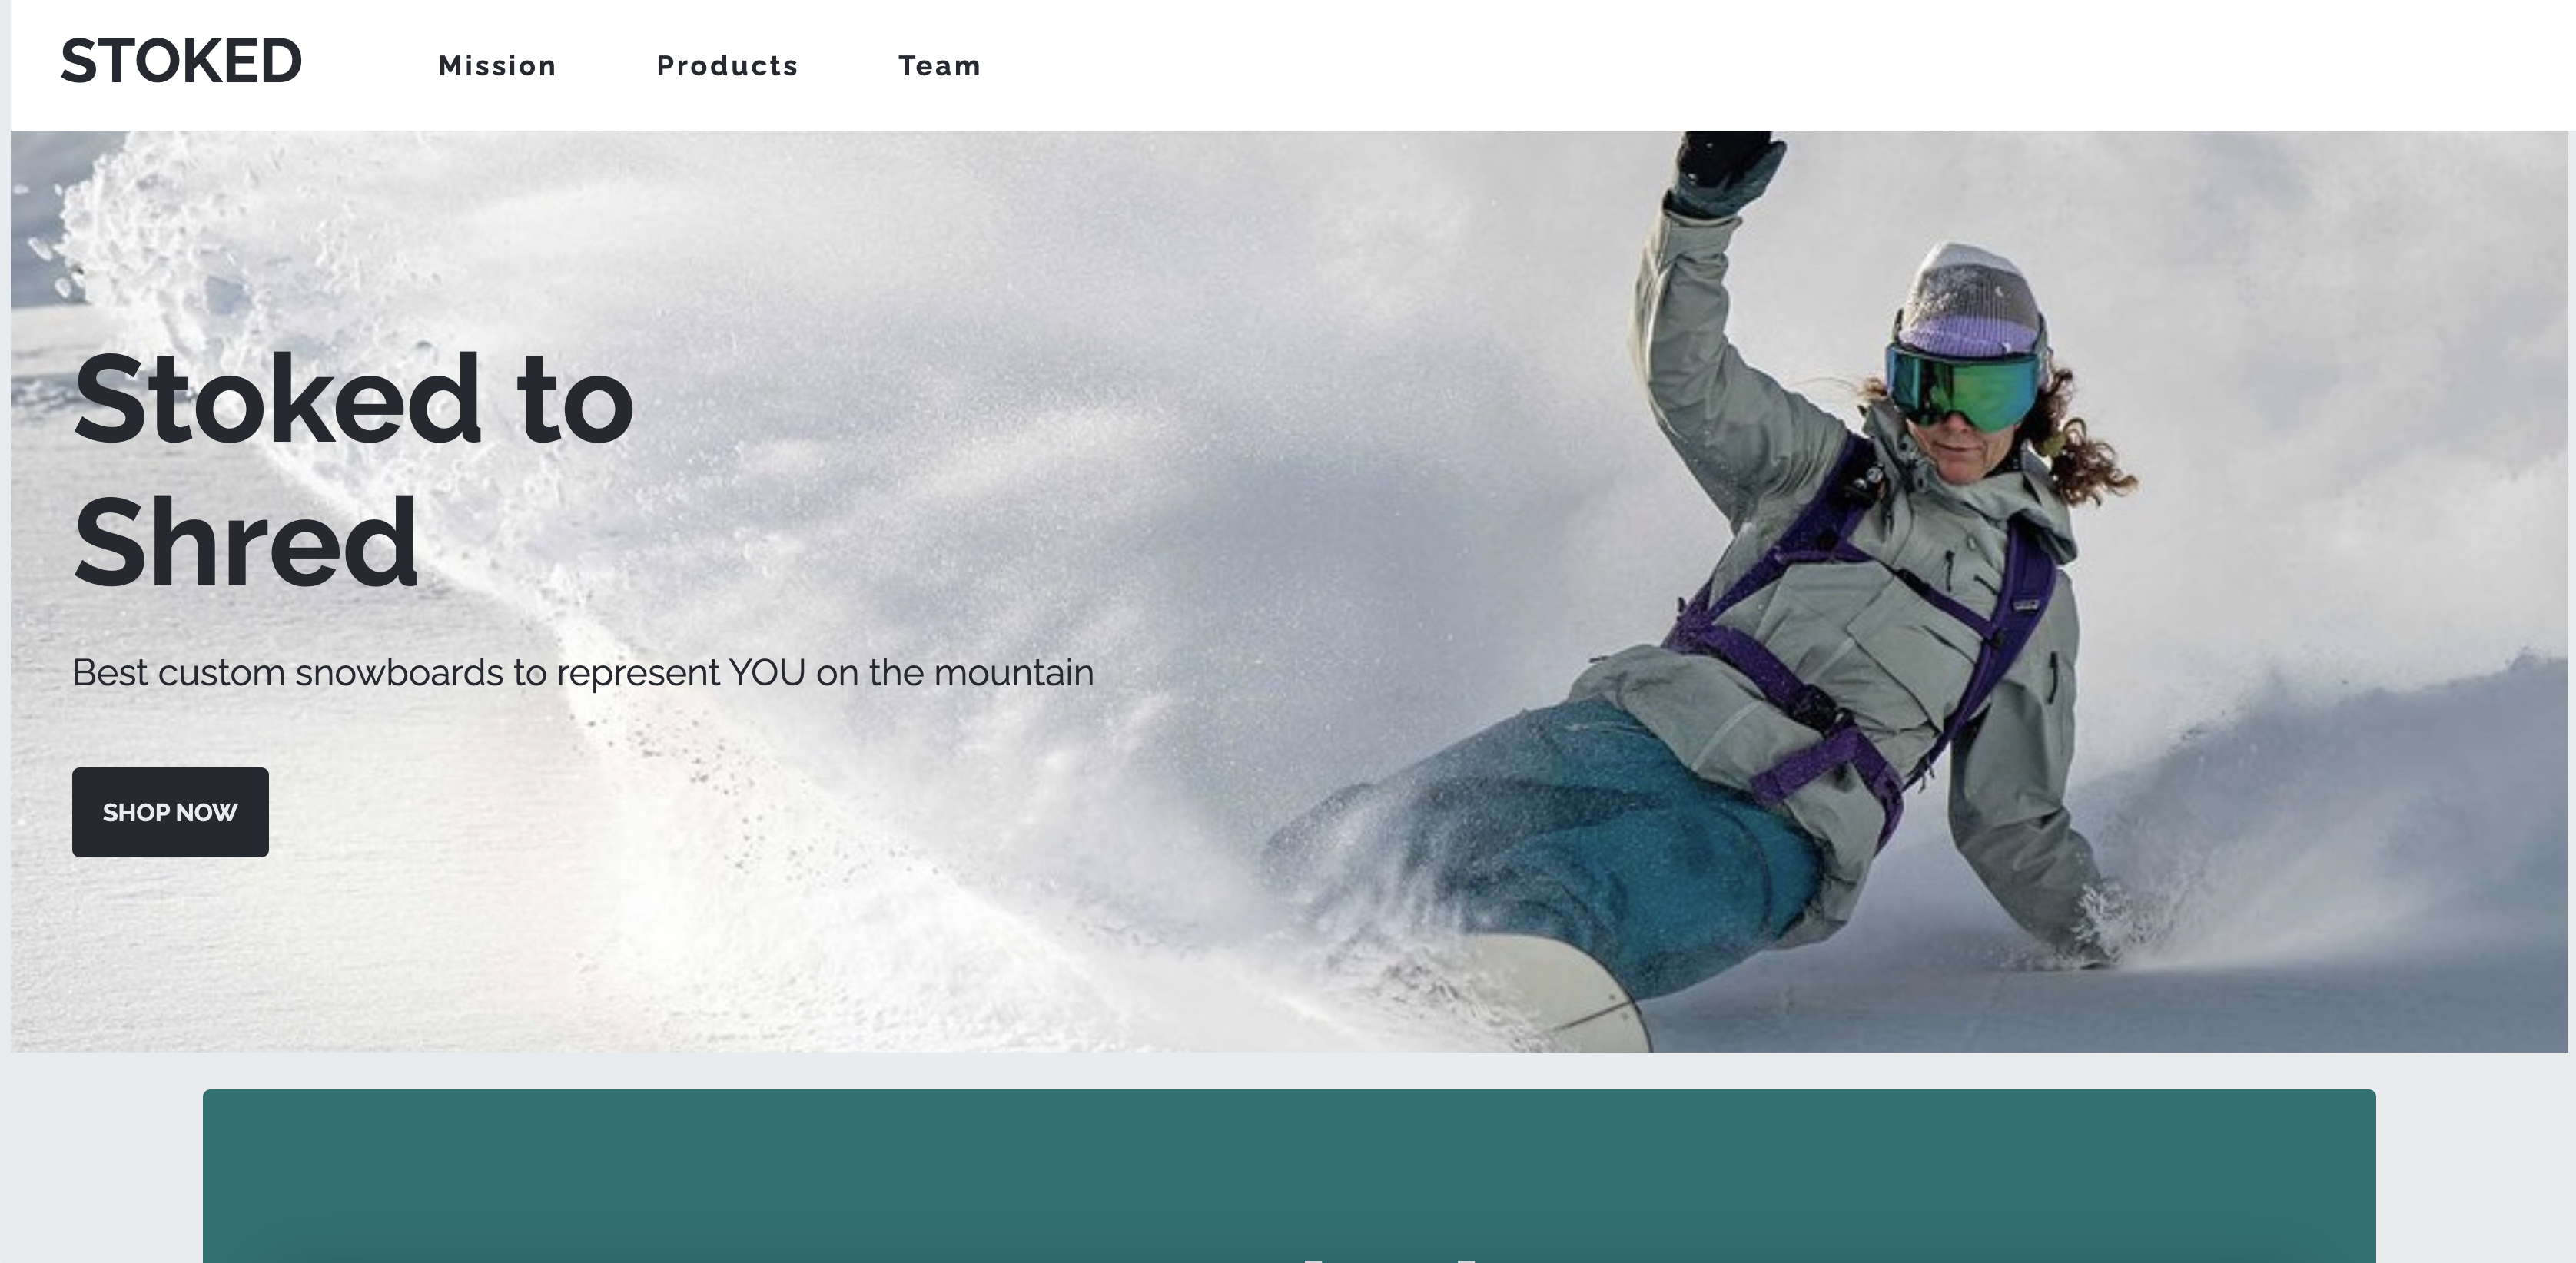 STOKED
Mission Products Team
Stoked to
Shred
Best custom snowboards to represent YOU on the mountain
SHOP NOW